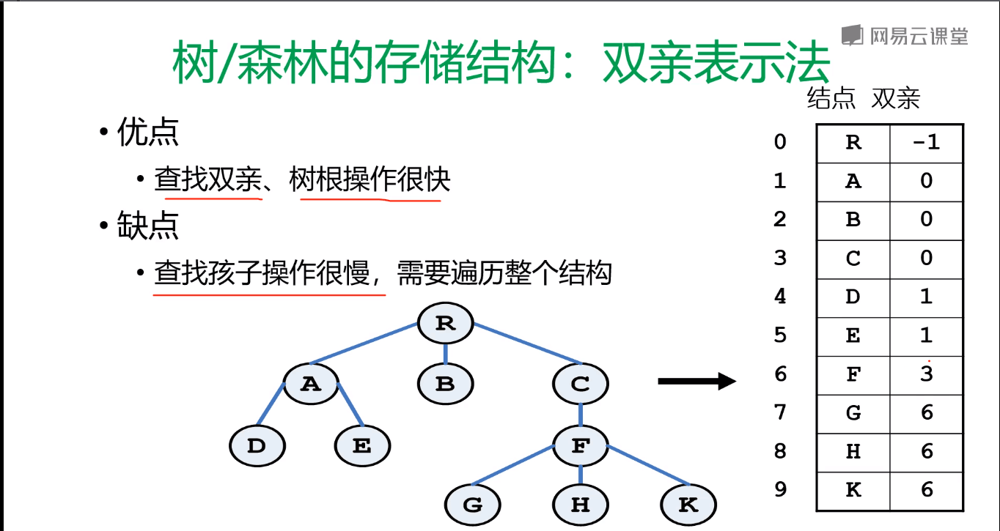 网易云课堂
树/森林的存储结构：双亲表示法
• 优点
• 查找双亲、树根操作很快
• 缺点
• 查找孩子操作很慢，需要遍历整个结构
R
A B C
D E F
G H K
结点 双亲
0 R -1
1 A 0
2 B 0
3 C 0
4 D 1
5 E 1
6 F 3
7 G 6
8 H 6
9 K 6